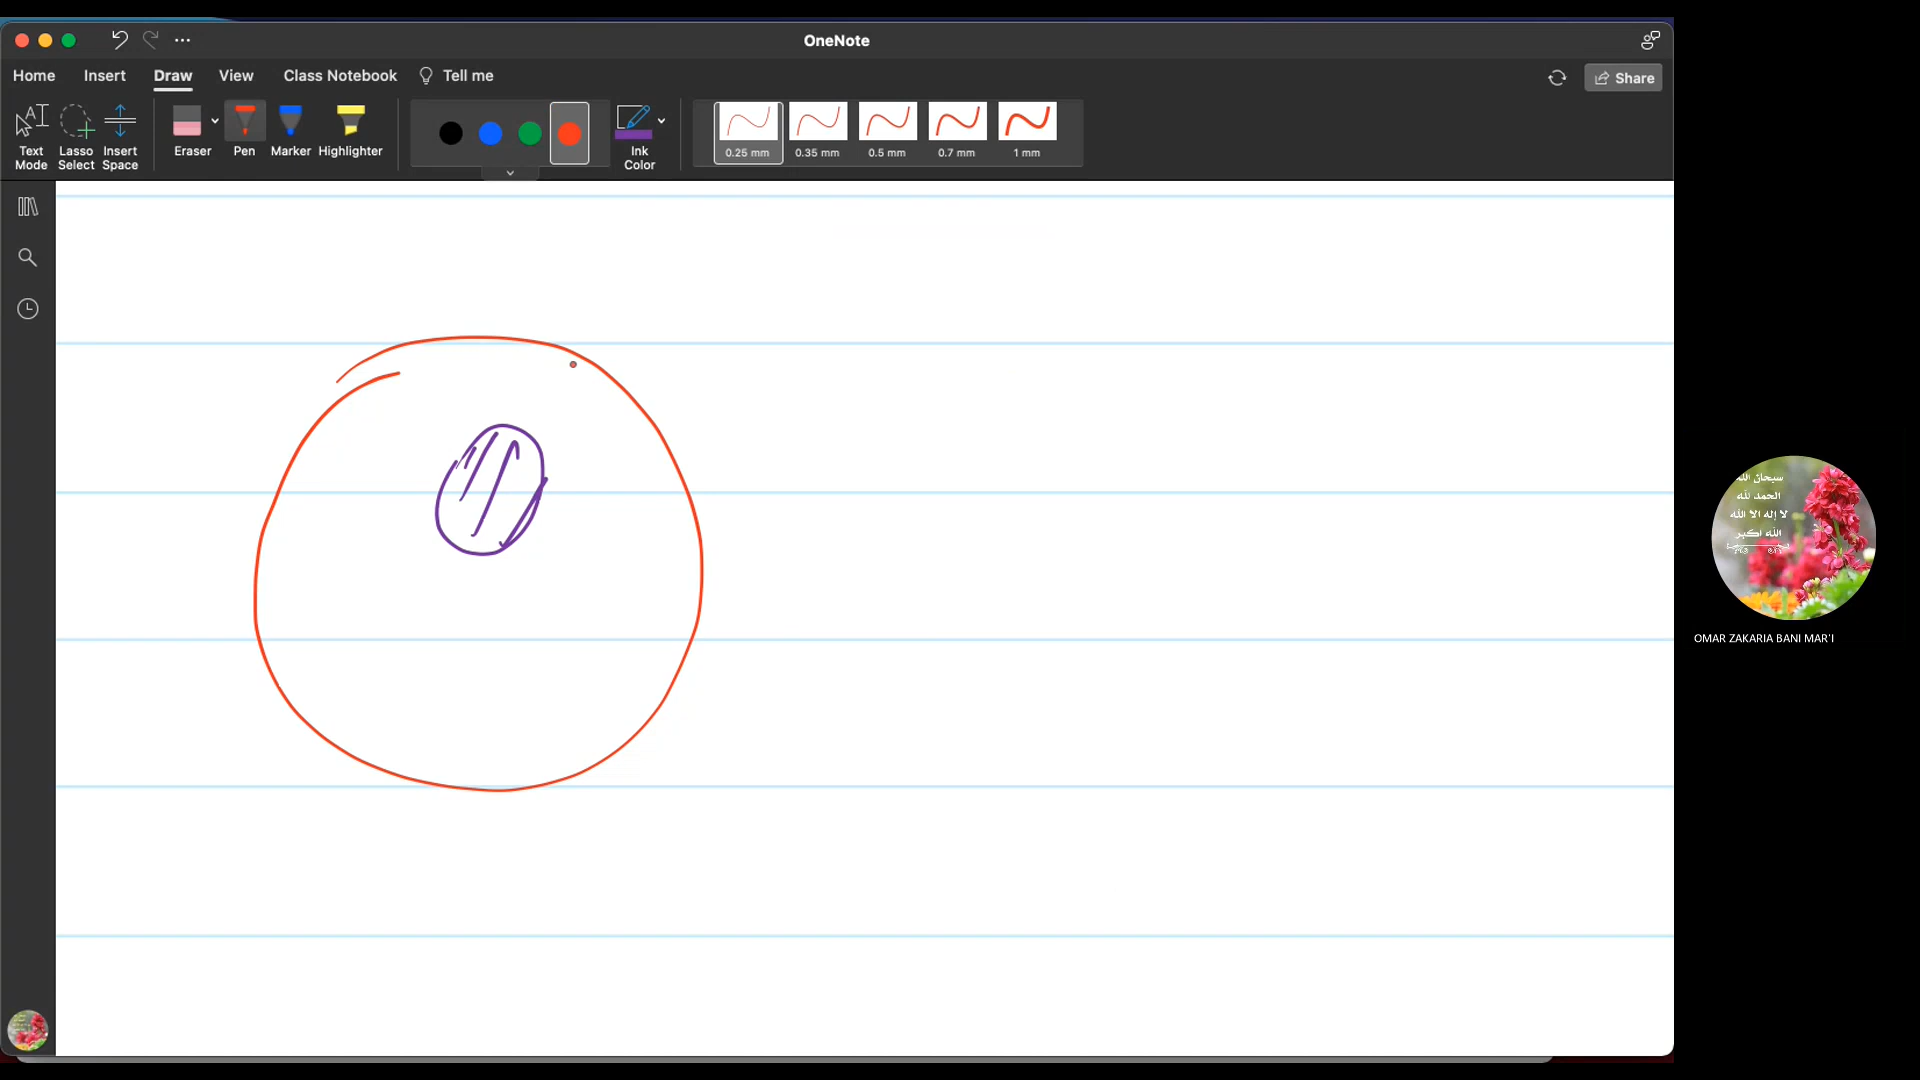 OneNote
Home Insert Draw View Class Notebook Tell me
Share
Text Mode
Lasso Select
Insert Space
Eraser
Pen
Marker
Highlighter
Ink Color
0.25 mm
0.35 mm
0.5 mm
0.7 mm
1 mm
سبحان الله
الحمد لله
لا إله الا الله
الله اكبر
OMAR ZAKARIA BANI MAR'I